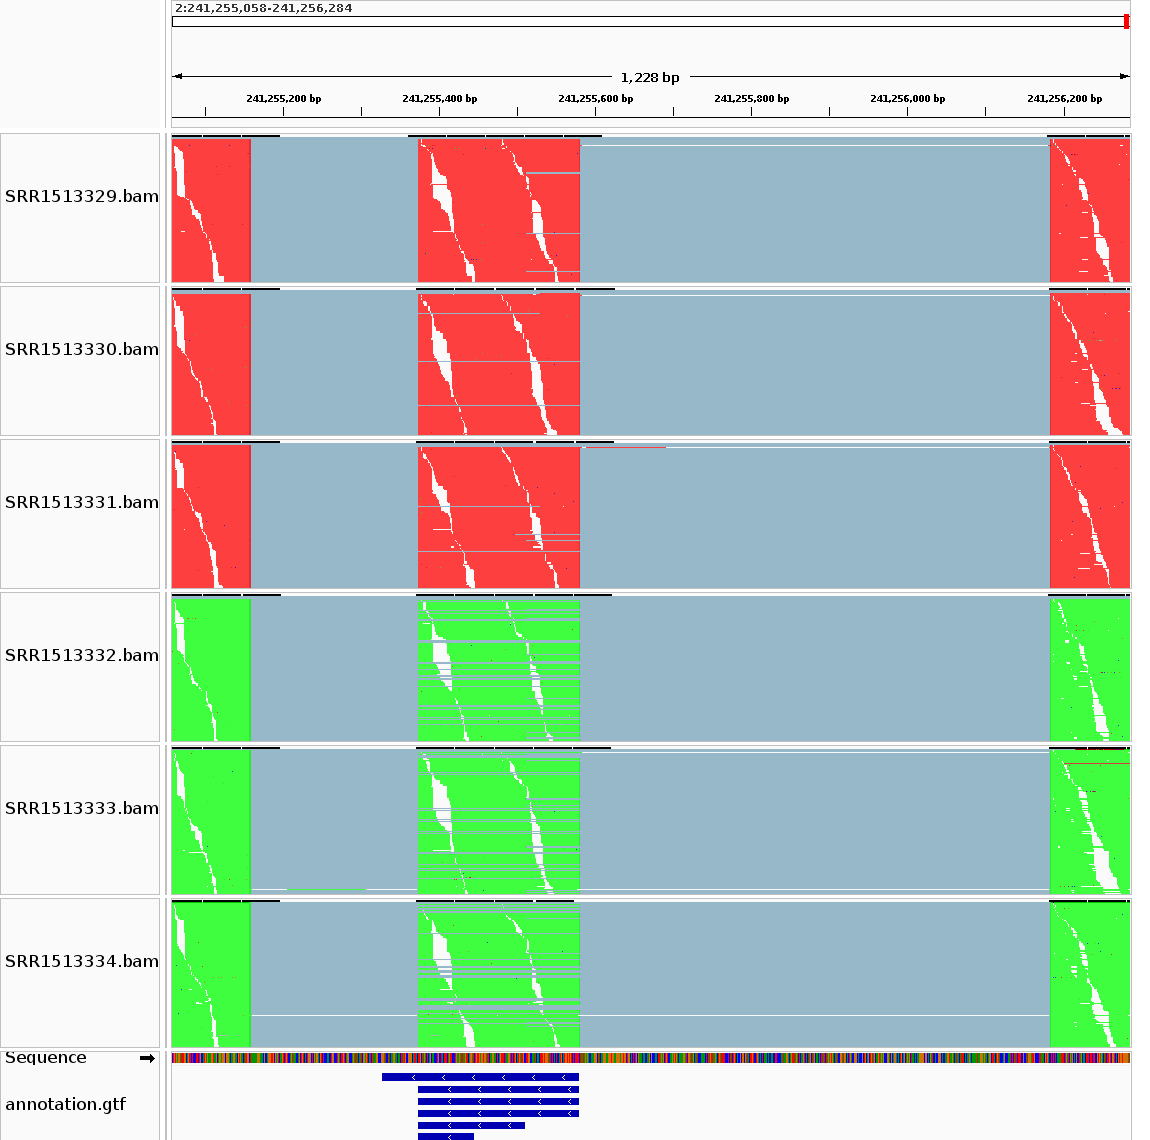 2:241,255,058-241,256,284
1,228 bp
241,255,200 bp 241,255,400 bp 241,255,600 bp 241,255,800 bp 241,256,000 bp 241,256,200 bp
SRR1513329.bam
SRR1513330.bam
SRR1513331.bam
SRR1513332.bam
SRR1513333.bam
SRR1513334.bam
Sequence
annotation.gtf